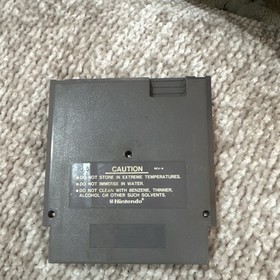 CAUTION
REV-A
●DO NOT STORE IN EXTREME TEMPERATURES.
●DO NOT IMMERSE IN WATER.
●DO NOT CLEAN WITH BENZENE, THINNER,
ALCOHOL OR OTHER SUCH SOLVENTS.
Nintendo®